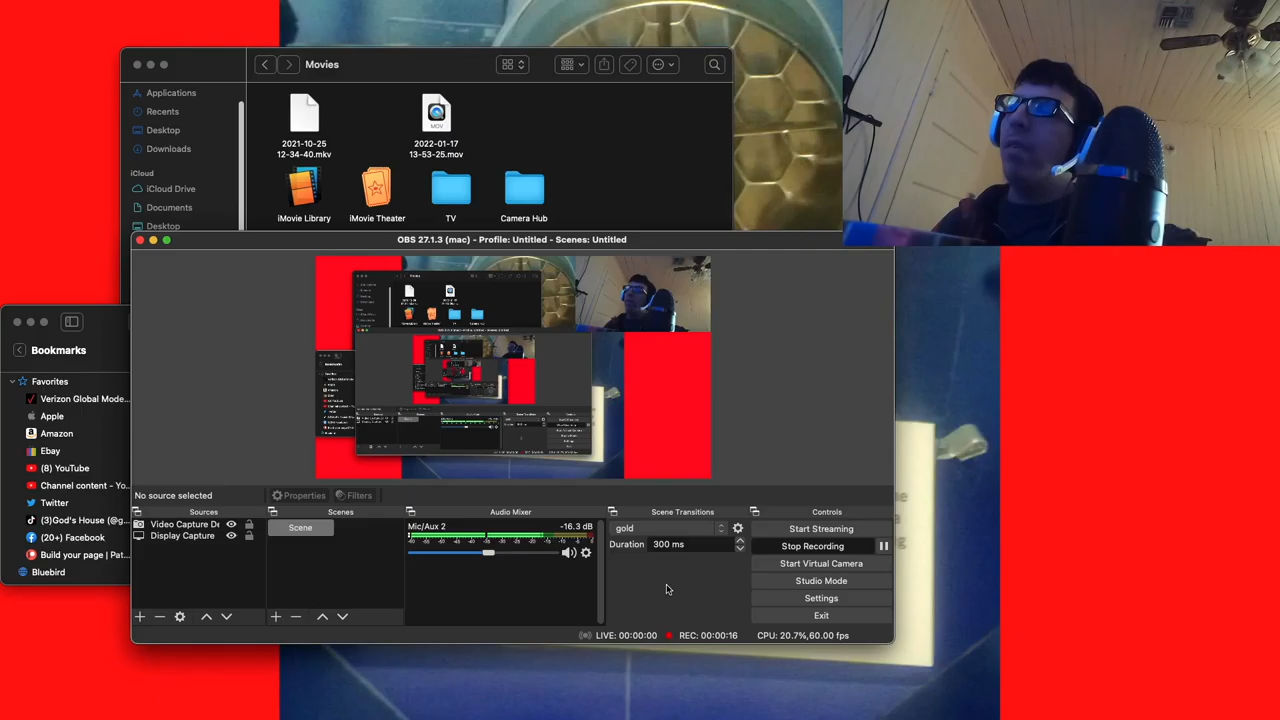 Movies
Applications
Recents
Desktop
Downloads
iCloud
iCloud Drive
Documents
Desktop
2021-10-25
12-34-40.mkv
MOV
2022-01-17
13-53-25.mov
iMovie Library
iMovie Theater
TV
Camera Hub
Bookmarks
Favorites
Verizon Global Mode...
Apple
Amazon
Ebay
(8) YouTube
Channel content - Yo...
Twitter
(3)God's House (@g...
(20+) Facebook
Build your page | Pat...
Bluebird
OBS 27.1.3 (mac) - Profile: Untitled - Scenes: Untitled
No source selected
Properties
Filters
Sources
Video Capture De
Display Capture
Scenes
Scene
Audio Mixer
Mic/Aux 2
-16.3 dB
Scene Transitions
gold
Duration
300 ms
Controls
Start Streaming
Stop Recording
Start Virtual Camera
Studio Mode
Settings
Exit
LIVE: 00:00:00
REC: 00:00:16
CPU: 20.7%,60.00 fps